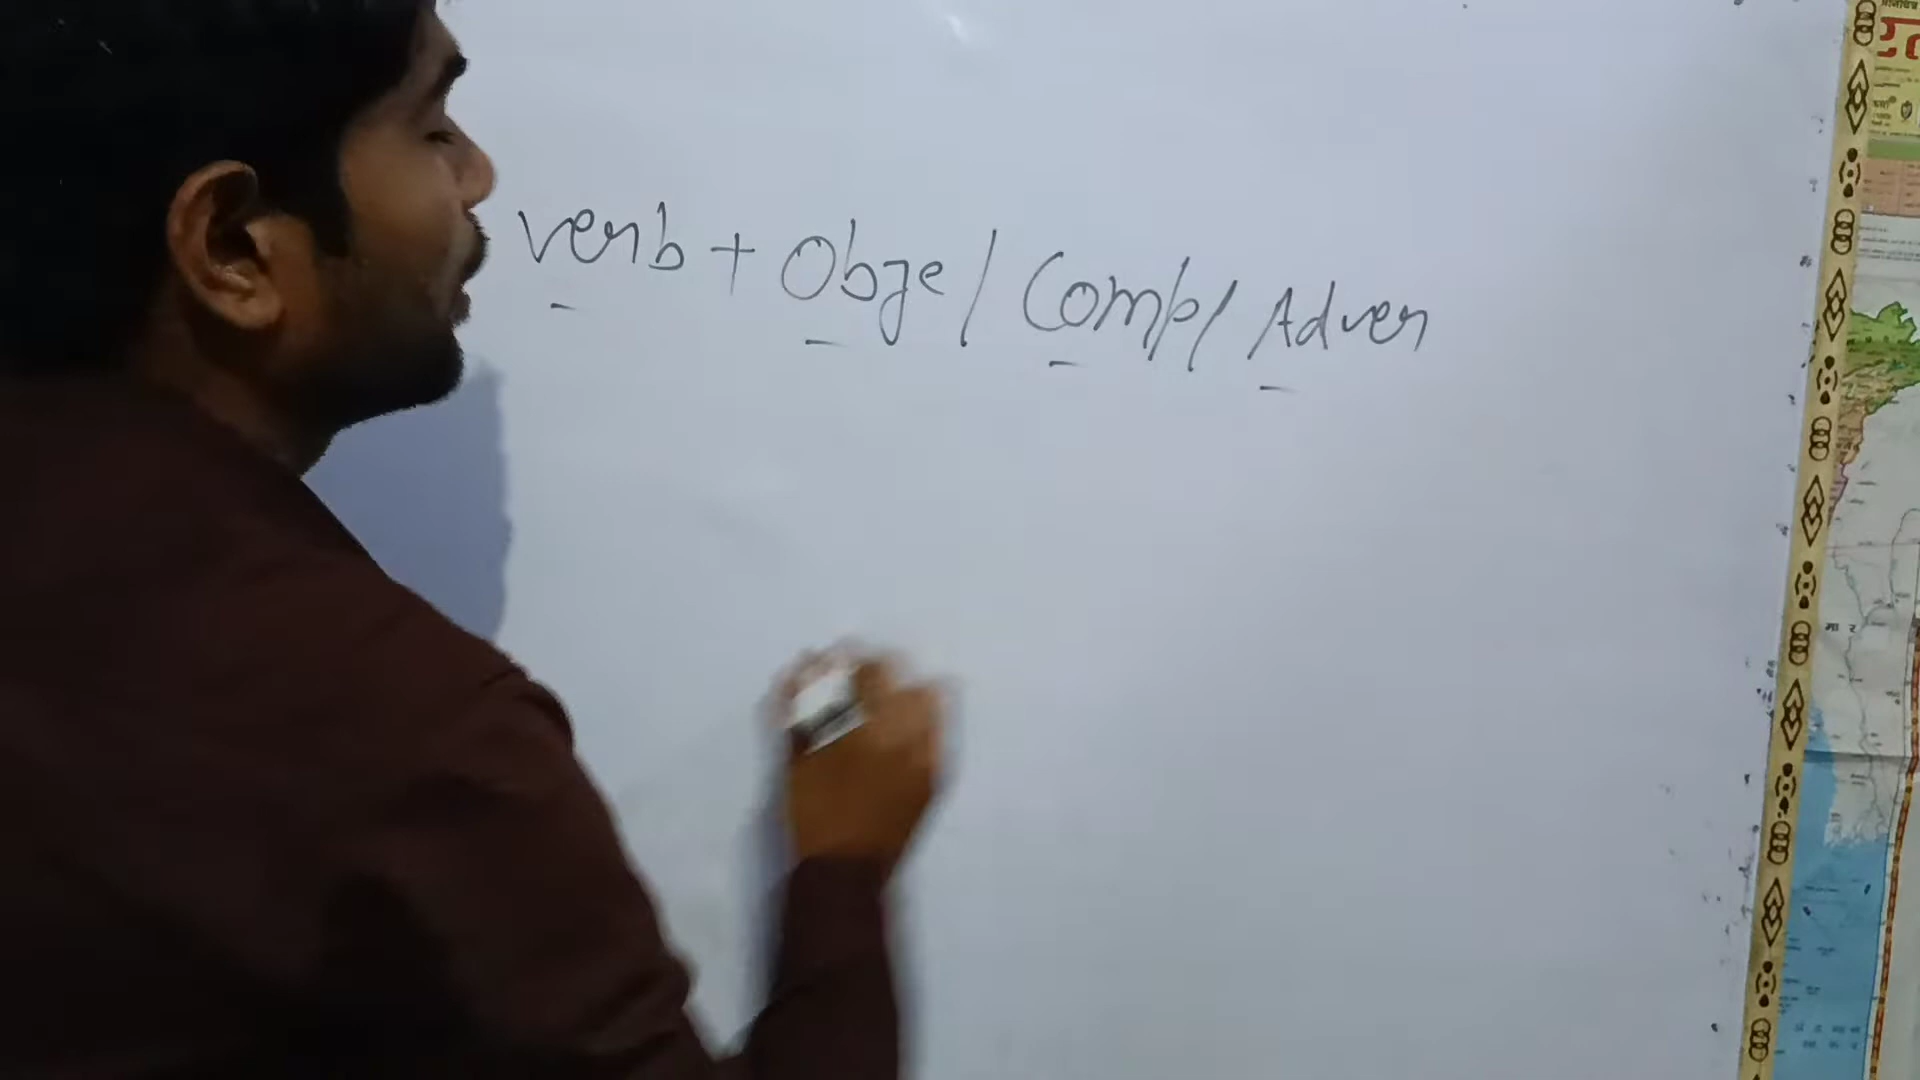 verb + Obje / Comp / Adver
मा र